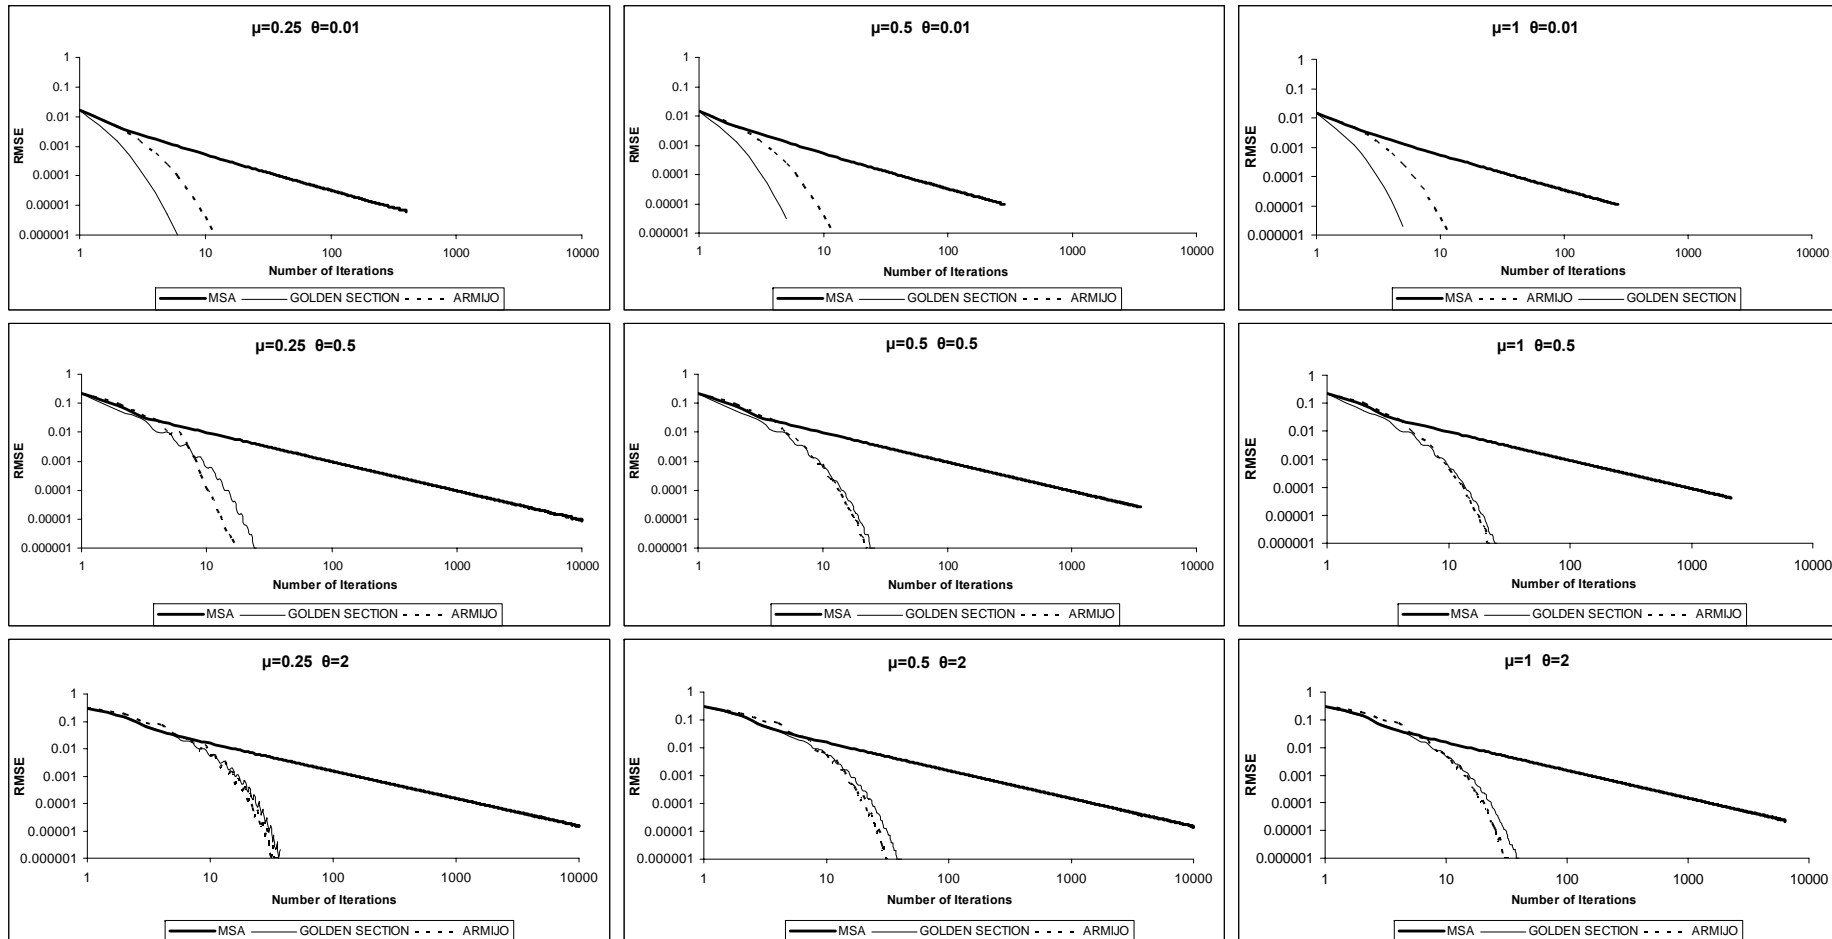 μ=0.25 θ=0.01
1
0.1
0.01
0.001
0.0001
0.00001
0.000001
RMSE
1 10 100 1000 10000
Number of Iterations
MSA GOLDEN SECTION ARMIJO
μ=0.5 θ=0.01
1
0.1
0.01
0.001
0.0001
0.00001
0.000001
RMSE
1 10 100 1000 10000
Number of Iterations
MSA GOLDEN SECTION ARMIJO
μ=1 θ=0.01
1
0.1
0.01
0.001
0.0001
0.00001
0.000001
RMSE
1 10 100 1000 10000
Number of Iterations
MSA ARMIJO GOLDEN SECTION
μ=0.25 θ=0.5
1
0.1
0.01
0.001
0.0001
0.00001
0.000001
RMSE
1 10 100 1000 10000
Number of Iterations
MSA GOLDEN SECTION ARMIJO
μ=0.5 θ=0.5
1
0.1
0.01
0.001
0.0001
0.00001
0.000001
RMSE
1 10 100 1000 10000
Number of Iterations
MSA GOLDEN SECTION ARMIJO
μ=1 θ=0.5
1
0.1
0.01
0.001
0.0001
0.00001
0.000001
RMSE
1 10 100 1000 10000
Number of Iterations
MSA GOLDEN SECTION ARMIJO
μ=0.25 θ=2
1
0.1
0.01
0.001
0.0001
0.00001
0.000001
RMSE
1 10 100 1000 10000
Number of Iterations
MSA GOLDEN SECTION ARMIJO
μ=0.5 θ=2
1
0.1
0.01
0.001
0.0001
0.00001
0.000001
RMSE
1 10 100 1000 10000
Number of Iterations
MSA GOLDEN SECTION ARMIJO
μ=1 θ=2
1
0.1
0.01
0.001
0.0001
0.00001
0.000001
RMSE
1 10 100 1000 10000
Number of Iterations
MSA GOLDEN SECTION ARMIJO